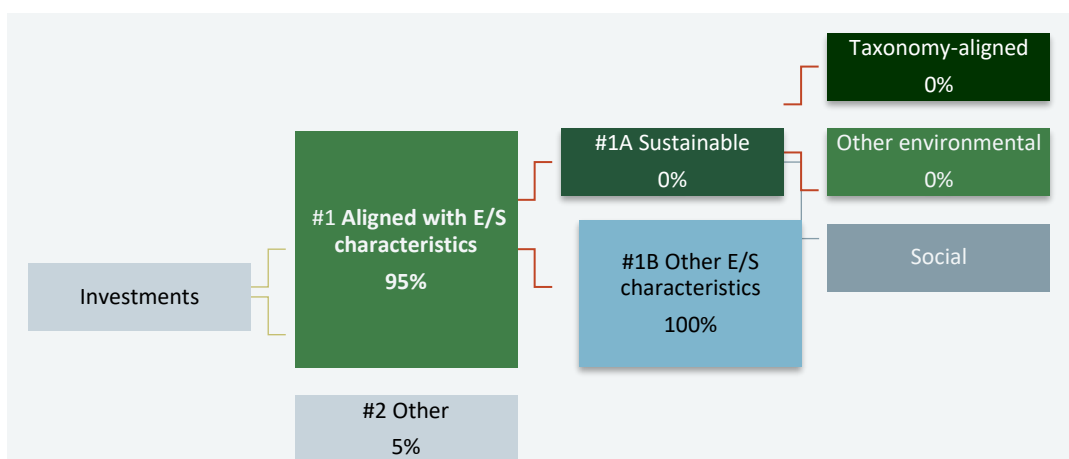 Investments
#1 Aligned with E/S
characteristics
95%
#2 Other
5%
#1A Sustainable
0%
#1B Other E/S
characteristics
100%
Taxonomy-aligned
0%
Other environmental
0%
Social